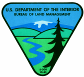 U.S. DEPARTMENT OF THE INTERIOR
BUREAU OF LAND MANAGEMENT